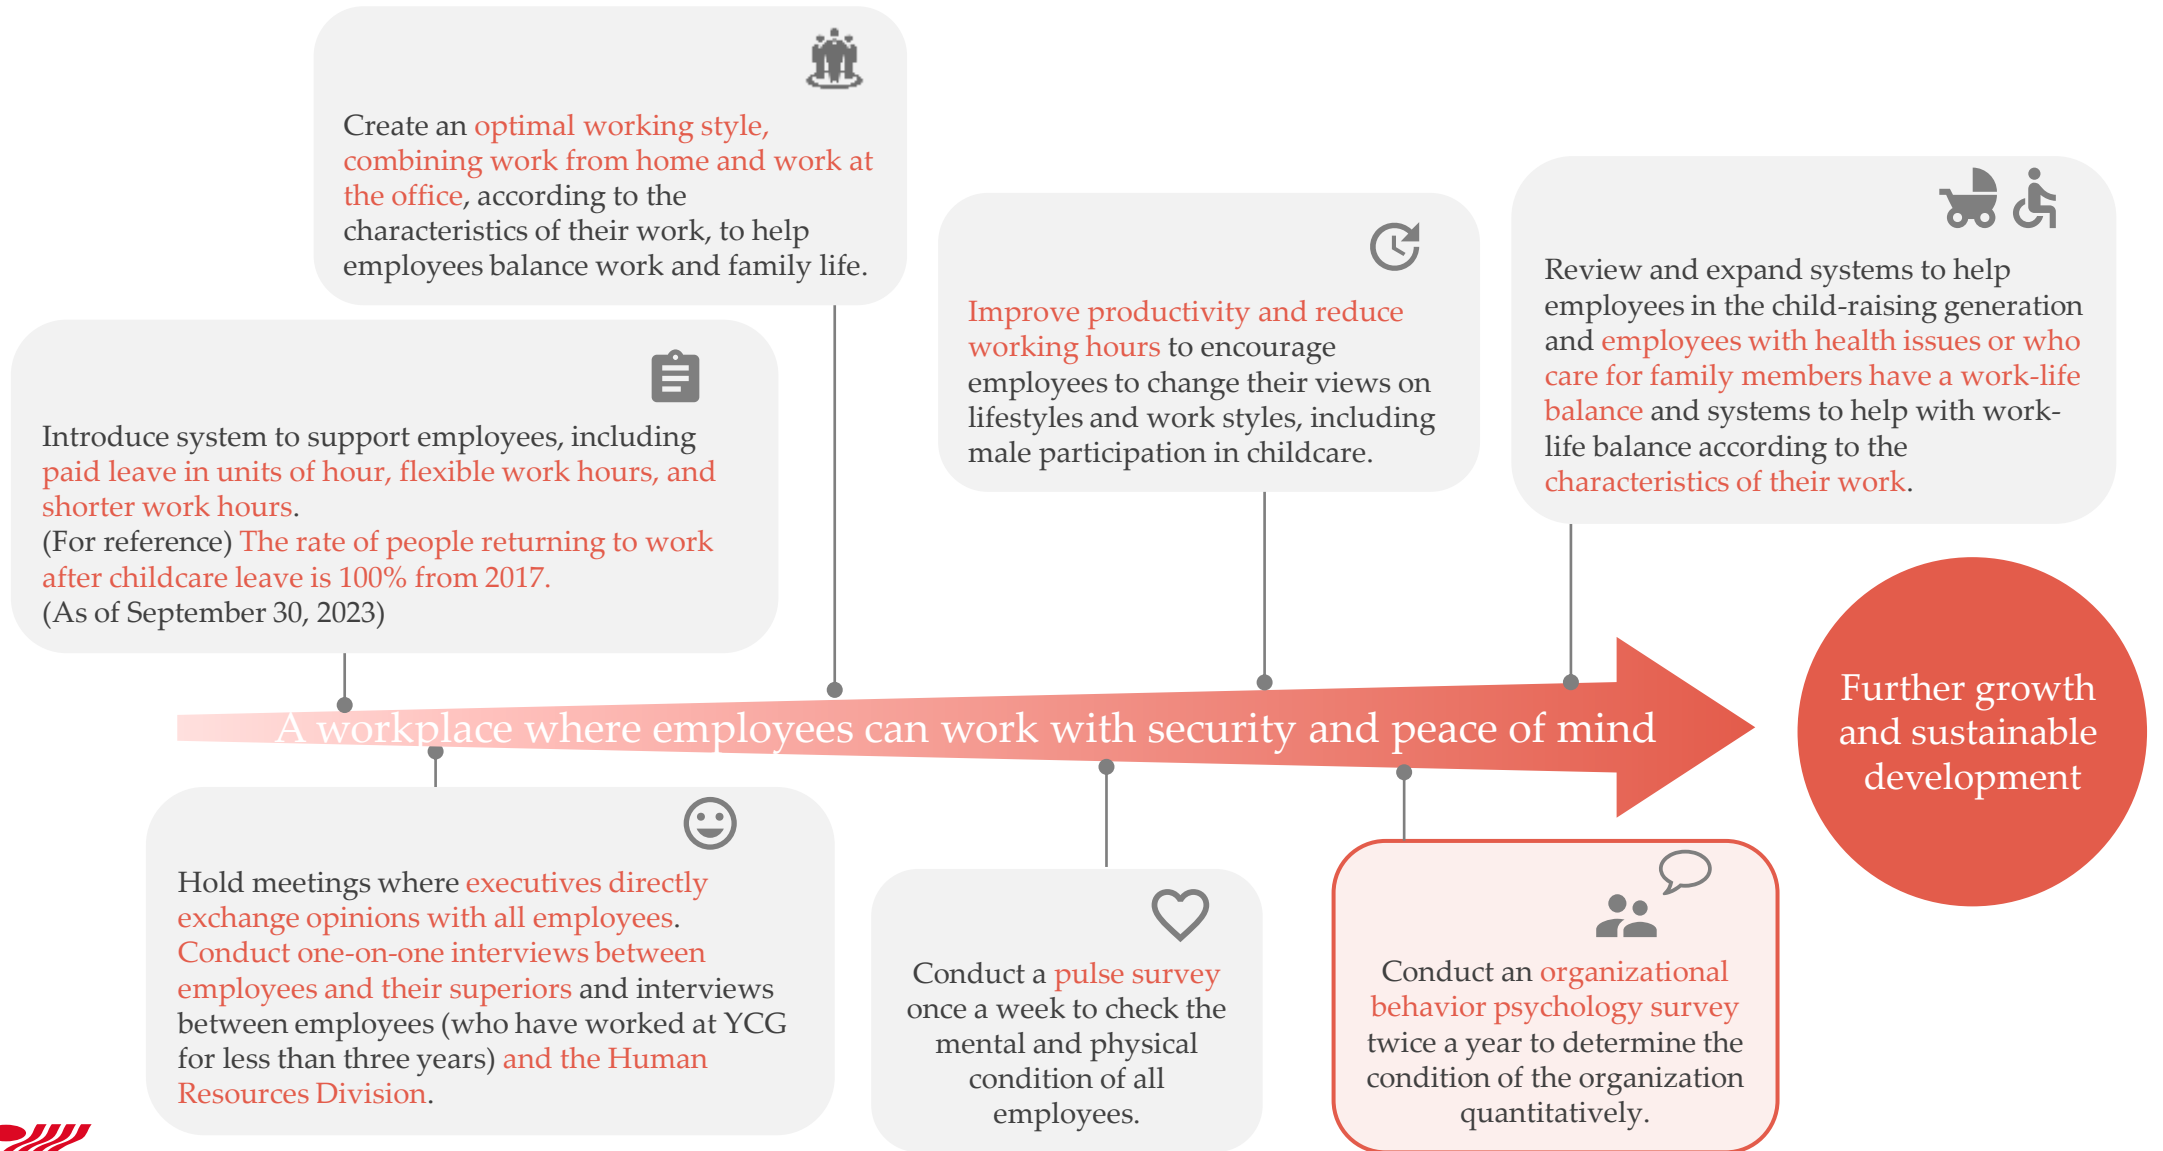 Create an optimal working style,
combining work from home and work at
the office, according to the
characteristics of their work, to help
employees balance work and family life.
Introduce system to support employees, including
paid leave in units of hour, flexible work hours, and
shorter work hours.
(For reference) The rate of people returning to work
after childcare leave is 100% from 2017.
(As of September 30, 2023)
Improve productivity and reduce
working hours to encourage
employees to change their views on
lifestyles and work styles, including
male participation in childcare.
Review and expand systems to help
employees in the child-raising generation
and employees with health issues or who
care for family members have a work-life
balance and systems to help with work-
life balance according to the
characteristics of their work.
A workplace where employees can work with security and peace of mind
Further growth
and sustainable
development
Hold meetings where executives directly
exchange opinions with all employees.
Conduct one-on-one interviews between
employees and their superiors and interviews
between employees (who have worked at YCG
for less than three years) and the Human
Resources Division.
Conduct a pulse survey
once a week to check the
mental and physical
condition of all
employees.
Conduct an organizational
behavior psychology survey
twice a year to determine the
condition of the organization
quantitatively.